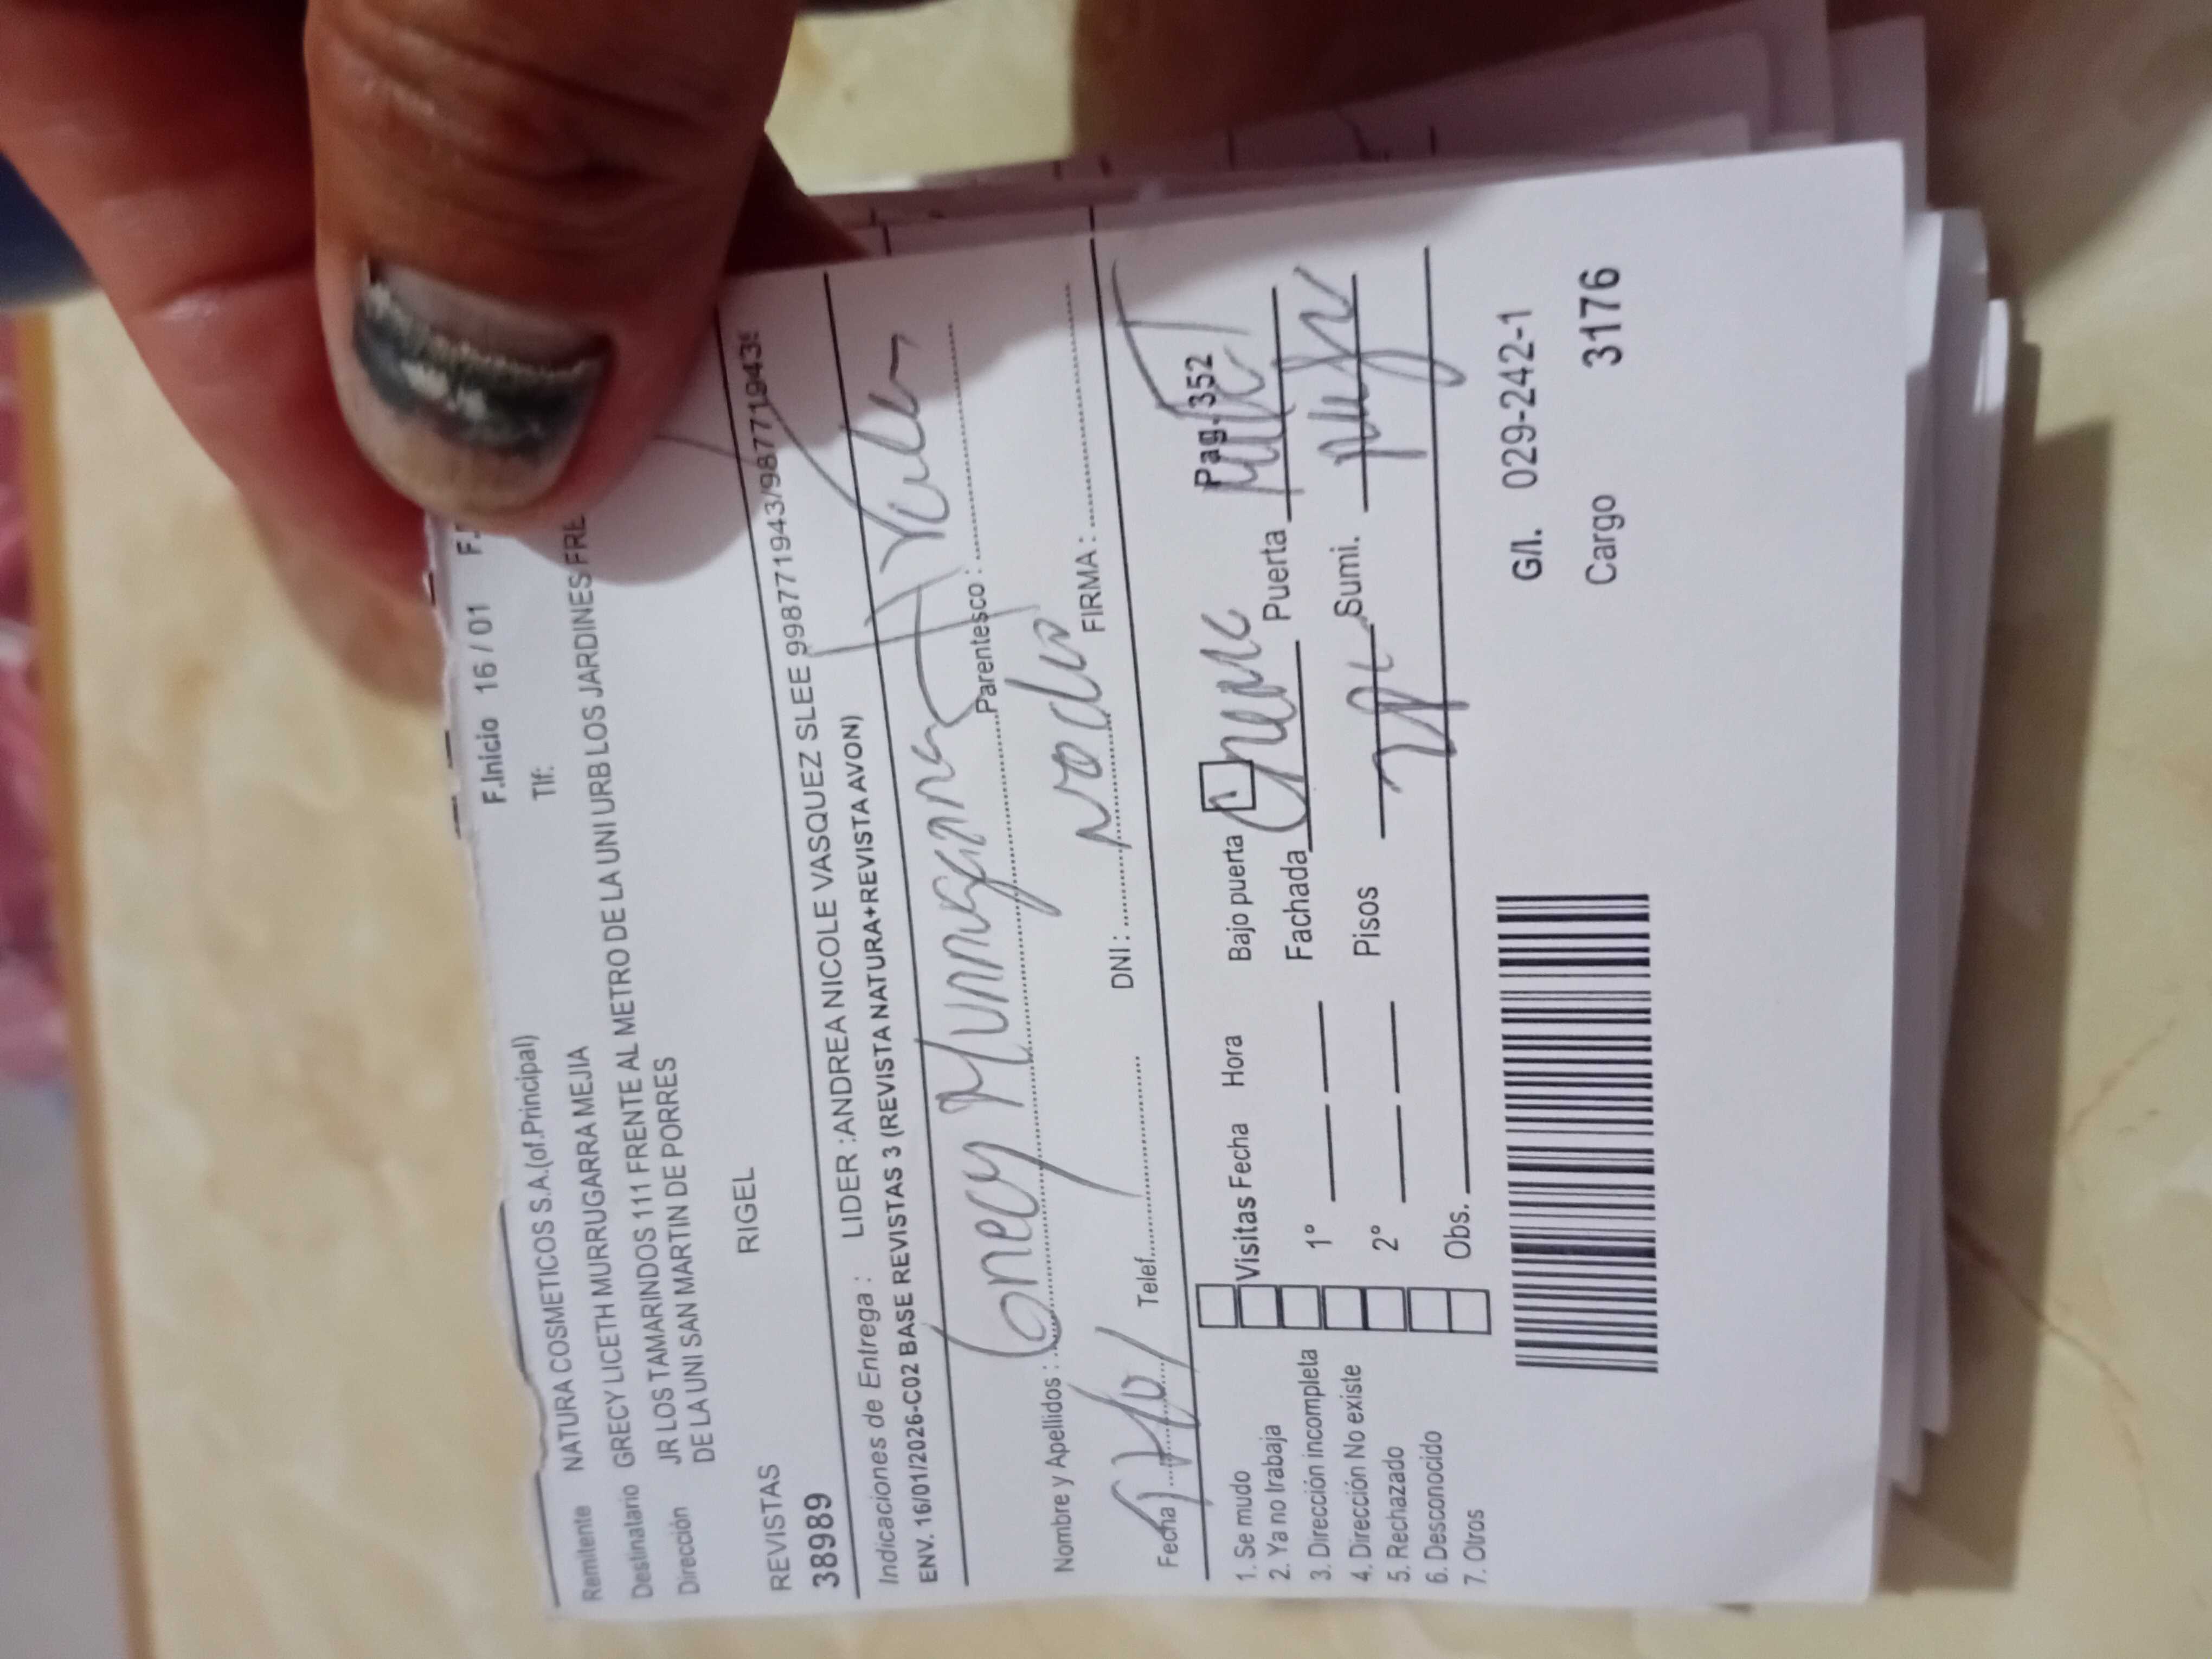 F.Inicio 16 / 01 F.
Remitente NATURA COSMETICOS S.A.(of.Principal) Tlf:
Destinatario GRECY LICETH MURRUGARRA MEJIA
Dirección JR LOS TAMARINDOS 111 FRENTE AL METRO DE LA UNI URB LOS JARDINES FRE
DE LA UNI SAN MARTIN DE PORRES
REVISTAS RIGEL
38989 LIDER :ANDREA NICOLE VASQUEZ SLEE 998771943/98771943
Indicaciones de Entrega :
ENV. 16/01/2026-C02 BASE REVISTAS 3 (REVISTA NATURA+REVISTA AVON)
Nombre y Apellidos : Grecy Parentesco :
Fecha Telef. DNI : FIRMA :
1. Se mudo
2. Ya no trabaja
3. Dirección incompleta
4. Dirección No existe
5. Rechazado
6. Desconocido
7. Otros
Visitas Fecha Hora Bajo puerta Pag. 352
1º Fachada Puerta
2º Pisos Sumi.
Obs.
G/I. 029-242-1
Cargo 3176